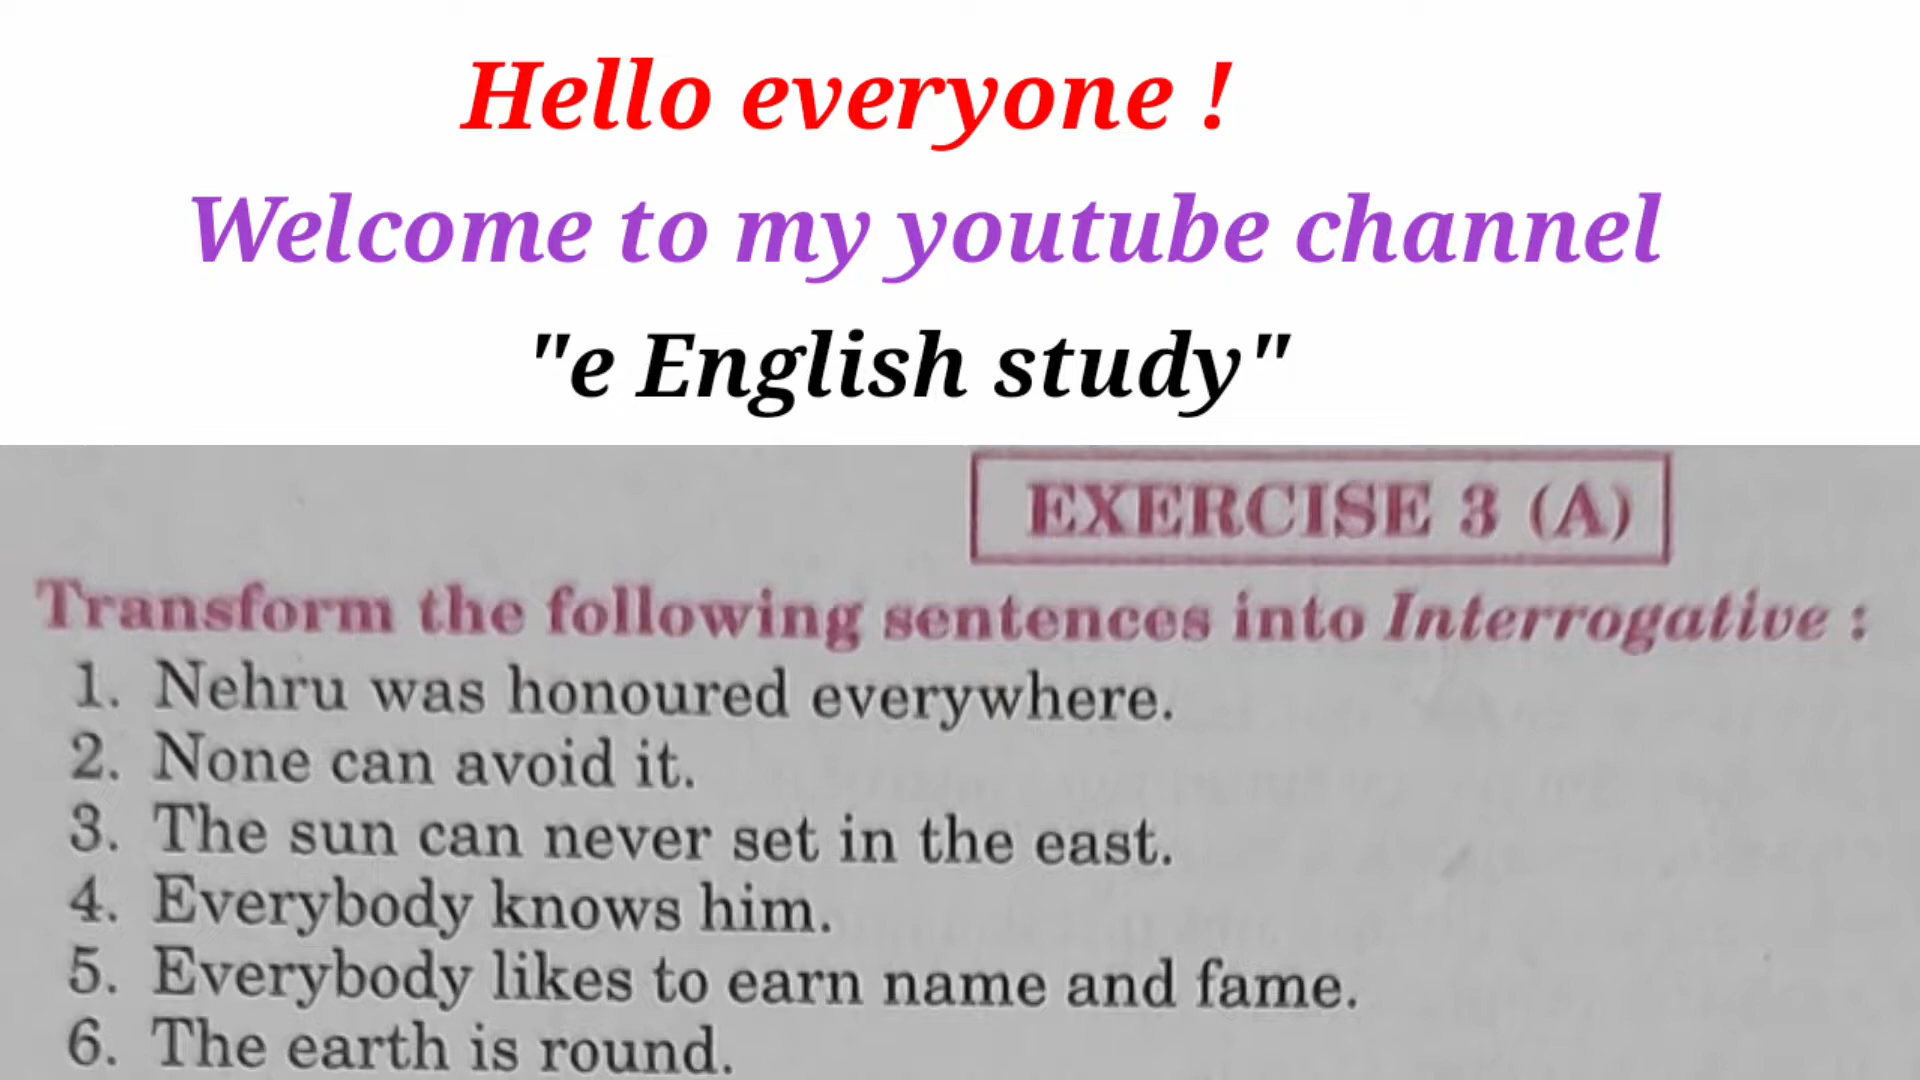 Hello everyone !
Welcome to my youtube channel
"e English study"
EXERCISE 3 (A)
Transform the following sentences into Interrogative :
1. Nehru was honoured everywhere.
2. None can avoid it.
3. The sun can never set in the east.
4. Everybody knows him.
5. Everybody likes to earn name and fame.
6. The earth is round.